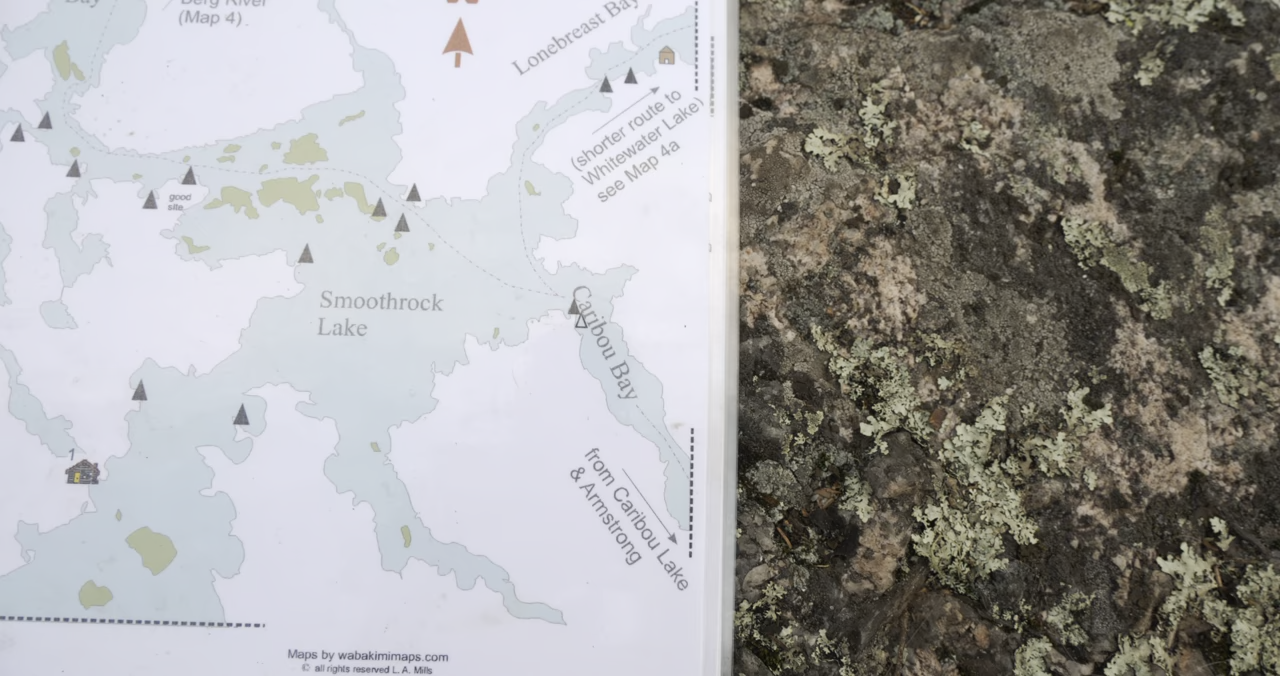 Bay
Berg River
(Map 4).
Lonebreast Bay
(shorter route to
Whitewater Lake)
see Map 4a
good
site
Smoothrock
Lake
Caribou Bay
1
from Caribou Lake
& Armstrong
Maps by wabakimimaps.com
© all rights reserved L. A. Mills